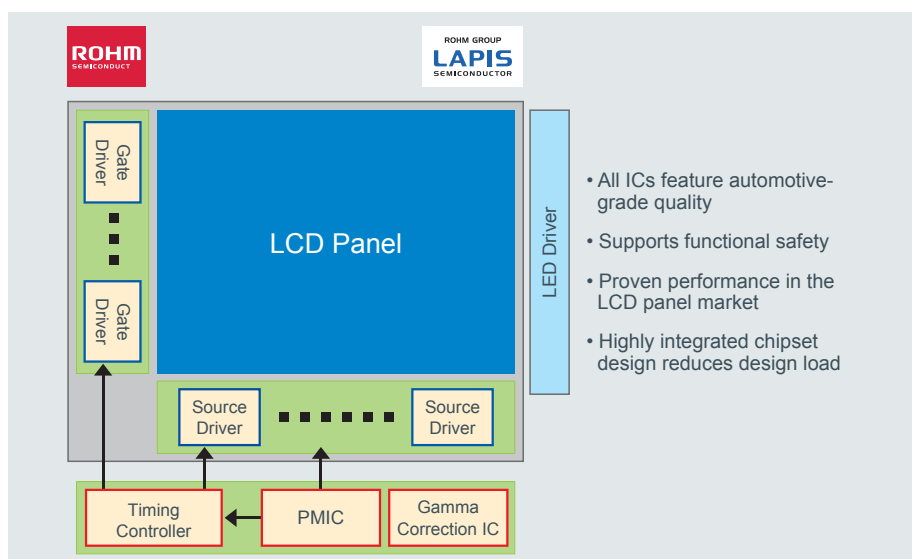 ROHM
SEMICONDUCT
ROHM GROUP
LAPIS
SEMICONDUCTOR
Gate
Driver
Gate
Driver
LCD Panel
LED Driver
• All ICs feature automotive-
grade quality
• Supports functional safety
• Proven performance in the
LCD panel market
• Highly integrated chipset
design reduces design load
Source
Driver
Source
Driver
Timing
Controller
PMIC
Gamma
Correction IC